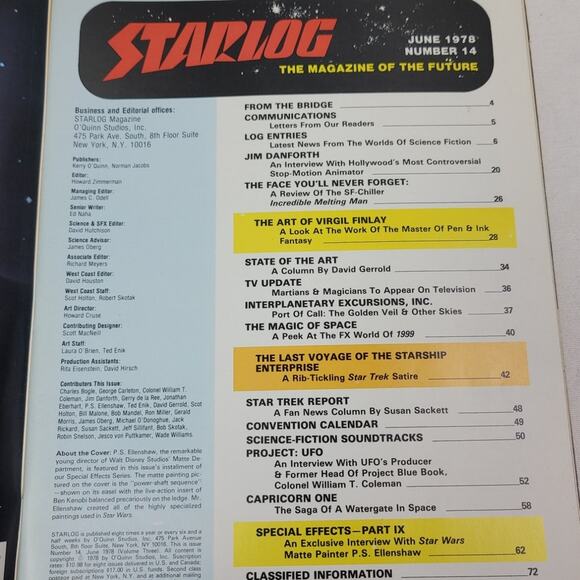 STARLOG
JUNE 1978
NUMBER 14
THE MAGAZINE OF THE FUTURE
Business and Editorial offices:
STARLOG Magazine
O'Quinn Studios, Inc.
475 Park Ave. South, 8th Floor Suite
New York, N.Y. 10016
Publishers:
Kerry O'Quinn, Norman Jacobs
Editor:
Howard Zimmerman
Managing Editor:
James C. Odell
Senior Writer:
Ed Naha
Science & SFX Editor:
David Hutchison
Science Advisor:
James Oberg
Associate Editor:
Richard Meyers
West Coast Editor:
David Houston
West Coast Staff:
Scot Holton, Robert Skotak
Art Director:
Howard Cruse
Contributing Designer:
Scott MacNeill
Art Staff:
Laura O'Brien, Ted Enik
Production Assistants:
Rita Eisenstein, David Hirsch
Contributors This Issue:
Charles Bogle, George Carleton, Colonel William T.
Coleman, Jim Danforth, Gerry de la Ree, Jonathan
Eberhart, P.S. Ellenshaw, Ted Enik, David Gerrold, Scot
Holton, Bill Malone, Bob Mandel, Ron Miller, Gerald
Morris, James Oberg, Michael O'Donoghue, Jack
Rickard, Susan Sackett, Jeff Sillifant, Bob Skotak,
Robin Snelson, Jesco von Puttkamer, Wade Williams.
About the Cover: P.S. Ellenshaw, the remarkable
young director of Walt Disney Studios' Matte De-
partment, is featured in this issue's installment of
our Special Effects Series. The matte painting pic-
tured on the cover is the "power-shaft sequence"
—shown on its easel with the live-action insert of
Ben Kenobi balanced precariously on the ledge. Mr.
Ellenshaw created all of the highly specialized
paintings used in Star Wars.
STARLOG is published eight times a year or every six and a
half weeks by O'Quinn Studios, Inc. 475 Park Avenue
South, 8th Floor Suite, New York, NY 10016. This is issue
Number 14, June 1978 (Volume Three). All contents
copyright © 1978 by O'Quinn Studios, Inc. Suscription
rates: $10.98 for eight issues delivered in U.S. and Canada;
foreign subscriptions $17.00 in U.S. funds. Second class
postage paid at New York, NY. and at additional mailing
FROM THE BRIDGE 4
COMMUNICATIONS
Letters From Our Readers 5
LOG ENTRIES
Latest News From The Worlds Of Science Fiction 6
JIM DANFORTH
An Interview With Hollywood's Most Controversial
Stop-Motion Animator 20
THE FACE YOU'LL NEVER FORGET:
A Review Of The SF-Chiller
Incredible Melting Man 26
THE ART OF VIRGIL FINLAY
A Look At The Work Of The Master Of Pen & Ink
Fantasy 28
STATE OF THE ART
A Column By David Gerrold 34
TV UPDATE
Martians & Magicians To Appear On Television 36
INTERPLANETARY EXCURSIONS, INC.
Port Of Call: The Golden Veil & Other Skies 37
THE MAGIC OF SPACE
A Peek At The FX World Of 1999 40
THE LAST VOYAGE OF THE STARSHIP
ENTERPRISE
A Rib-Tickling Star Trek Satire 42
STAR TREK REPORT
A Fan News Column By Susan Sackett 48
CONVENTION CALENDAR 49
SCIENCE-FICTION SOUNDTRACKS 50
PROJECT: UFO
An Interview With UFO's Producer
& Former Head Of Project Blue Book,
Colonel William T. Coleman 52
CAPRICORN ONE
The Saga Of A Watergate In Space 58
SPECIAL EFFECTS—PART IX
An Exclusive Interview With Star Wars
Matte Painter P.S. Ellenshaw 62
CLASSIFIED INFORMATION 72